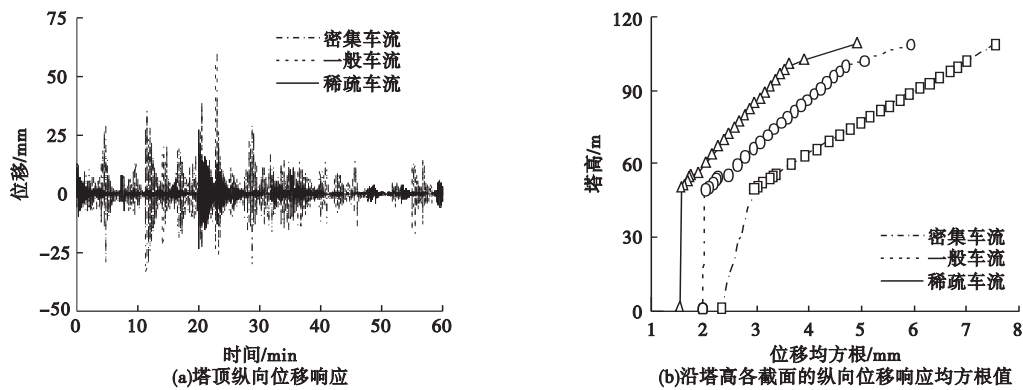 75
50
25
0
−25
−50
位移/mm
密集车流
一般车流
稀疏车流
0 10 20 30 40 50 60
时间/min
(a)塔顶纵向位移响应
120
90
60
30
0
塔高/m
密集车流
一般车流
稀疏车流
1 2 3 4 5 6 7 8
位移均方根/mm
(b)沿塔高各截面的纵向位移响应均方根值